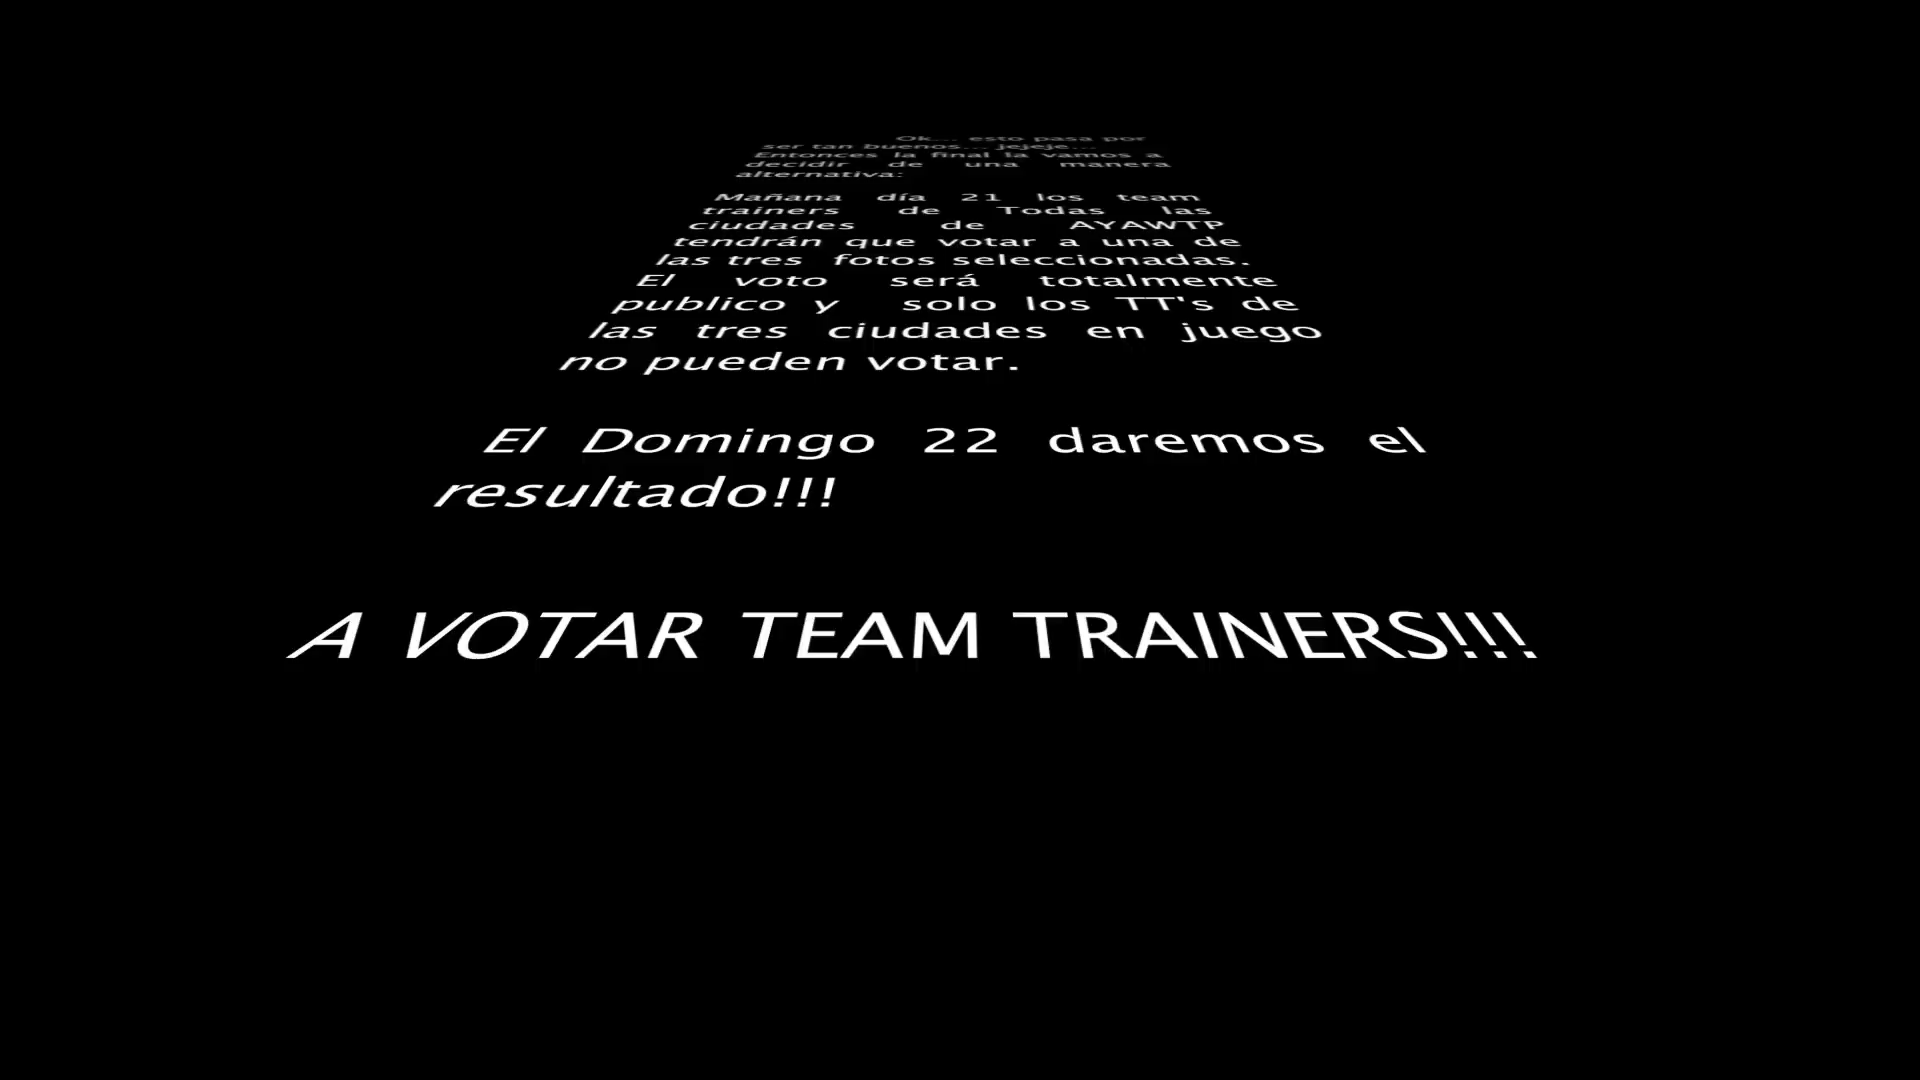 Ok... esto pasa por
ser tan buenos... jejeje...
Entonces la final la vamos a
decidir de una manera
alternativa:
Mañana día 21 los team
trainers de Todas las
ciudades de AYAWTP
tendrán que votar a una de
las tres fotos seleccionadas.
El voto será totalmente
publico y solo los TT's de
las tres ciudades en juego
no pueden votar.
El Domingo 22 daremos el
resultado!!!
A VOTAR TEAM TRAINERS!!!